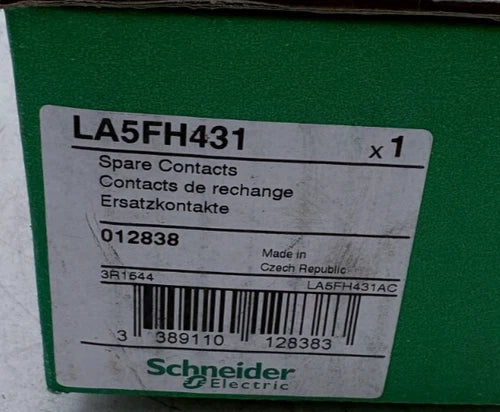 LA5FH431 x 1
Spare Contacts
Contacts de rechange
Ersatzkontakte
012838
Made in
Czech Republic
3R1644 LA5FH431AC
3 389110 128383
Schneider
Electric